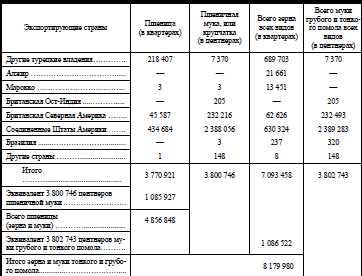 Экспортирующие страны | Пшеница (в квартерах) | Пшеничная мука, или крупчатка (в центнерах) | Всего зерна всех видов (в квартерах) | Всего муки грубого и тонкого помола всех видов (в центнерах)
Другие турецкие владения | 218 407 | 7 370 | 689 703 | 7 370
Алжир | — | — | 21 661 | —
Марокко | 3 | 3 | 13 451 | —
Британская Ост-Индия | — | 205 | — | 205
Британская Северная Америка | 45 587 | 232 216 | 62 626 | 232 493
Соединенные Штаты Америки | 434 684 | 2 388 056 | 630 324 | 2 389 283
Бразилия | — | 3 | 237 | 320
Другие страны | 1 | 148 | 8 | 148
Итого | 3 770 921 | 3 800 746 | 7 093 458 | 3 802 743
Эквивалент 3 800 746 центнеров
пшеничной муки | 1 085 927
Всего пшеницы
(зерна и муки) | 4 856 848
Эквивалент 3 802 743 центнеров му-
ки грубого и тонкого помола | 1 086 522
Итого зерна и муки тонкого и грубо-
го помола | 8 179 980